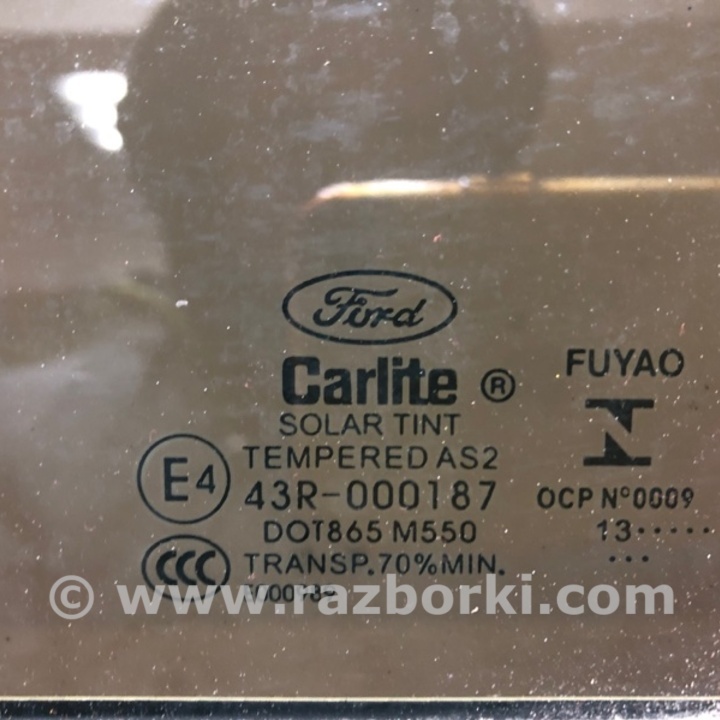 Ford
Carlite ®
SOLAR TINT
TEMPERED AS2
E4
43R-000187
DOT865 M550
CCC
TRANSP.70%MIN.
FUYAO
OCP N°0009
13·····
···
© www.razborki.com